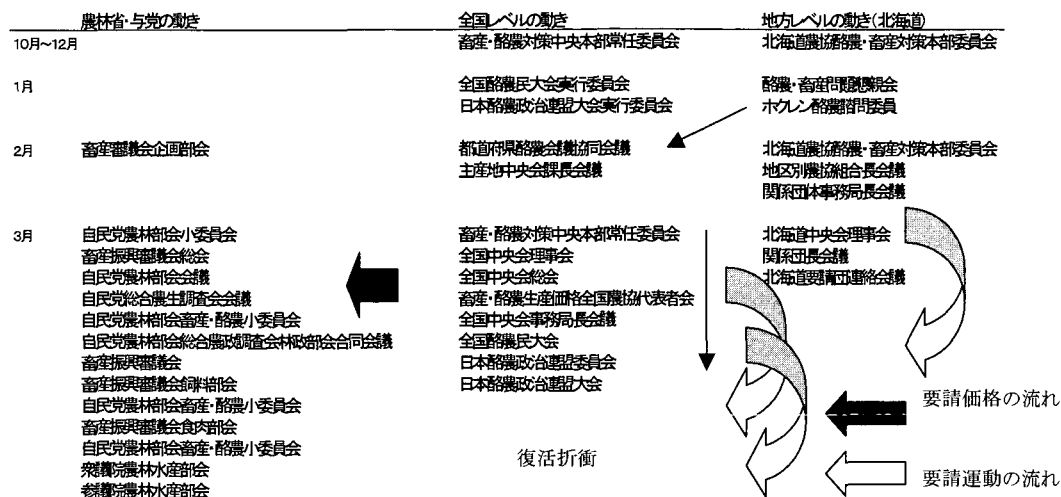 農林省・与党の動き 全国レベルの動き 地方レベルの動き(北海道)
10月~12月 畜産・酪農対策中央本部常任委員会 北海道農協酪農・畜産対策本部委員会
1月 全国酪農民大会実行委員会 酪農・畜産問題懇親会
日本酪農政治連盟大会実行委員会 ホクレン酪農諮問委員
2月 畜産審議会企画部会 都道府県酪農会議協同会議 北海道農協酪農・畜産対策本部委員会
主産地中央会課長会議 地区別農協組合長会議
関係団体事務局長会議
3月 自民党農林部会小委員会 畜産・酪農対策中央本部常任委員会 北海道中央会理事会
畜産振興審議会総会 全国中央会理事会 関係団長会議
自民党農林部会会議 全国中央会総会 北海道要請団連絡会議
自民党総合農生調査会会議 畜産・酪農生産価格全国農協代表者会
自民党農林部会畜産・酪農小委員会 全国中央会事務局長会議
自民党農林部会総合農政調査会林政部会合同会議 全国酪農民大会
畜産振興審議会 日本酪農政治連盟委員会
畜産振興審議会飼料部会 日本酪農政治連盟大会
自民党農林部会畜産・酪農小委員会 要請価格の流れ
畜産振興審議会食肉部会
自民党農林部会畜産・酪農小委員会 復活折衝
衆議院農林水産部会 要請運動の流れ
参議院農林水産部会